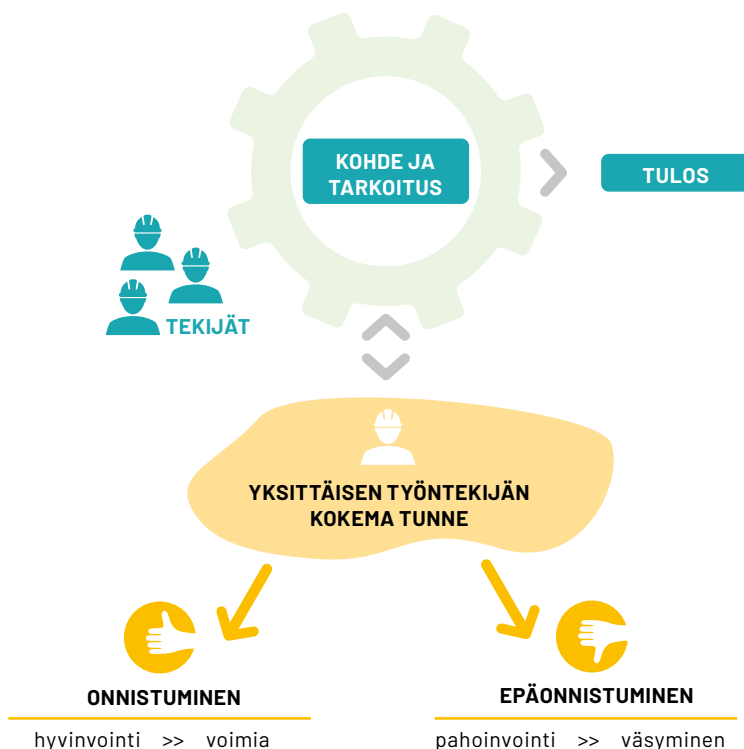 KOHDE JA
TARKOITUS
TULOS
TEKIJÄT
YKSITTÄISEN TYÖNTEKIJÄN
KOKEMA TUNNE
ONNISTUMINEN
hyvinvointi >> voimia
EPÄONNISTUMINEN
pahoinvointi >> väsyminen